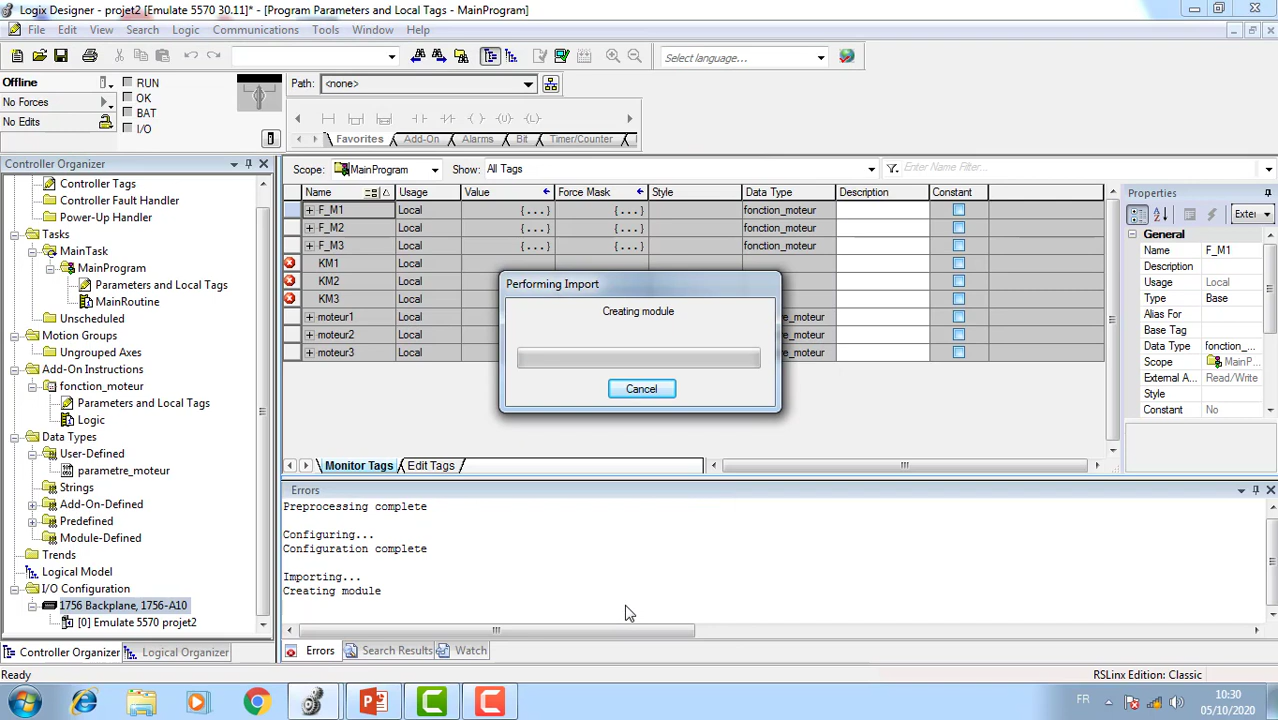 Logix Designer - projet2 [Emulate 5570 30.11]* - [Program Parameters and Local Tags - MainProgram]
File Edit View Search Logic Communications Tools Window Help
Select language...
Offline
RUN
No Forces
OK
No Edits
BAT
I/O
Path: <none>
Favorites Add-On Alarms Bit Timer/Counter
Controller Organizer
Controller Tags
Controller Fault Handler
Power-Up Handler
Tasks
MainTask
MainProgram
Parameters and Local Tags
MainRoutine
Unscheduled
Motion Groups
Ungrouped Axes
Add-On Instructions
fonction_moteur
Parameters and Local Tags
Logic
Data Types
User-Defined
parametre_moteur
Strings
Add-On-Defined
Predefined
Module-Defined
Trends
Logical Model
I/O Configuration
1756 Backplane, 1756-A10
[0] Emulate 5570 projet2
Controller Organizer Logical Organizer
Scope: MainProgram Show: All Tags Enter Name Filter...
Name Usage Value Force Mask Style Data Type Description Constant
F_M1 Local {...} {...} fonction_moteur
F_M2 Local {...} {...} fonction_moteur
F_M3 Local {...} {...} fonction_moteur
KM1 Local
KM2 Local
KM3 Local
moteur1 Local e_moteur
moteur2 Local e_moteur
moteur3 Local e_moteur
Monitor Tags Edit Tags
Performing Import
Creating module
Cancel
Properties
Exter
General
Name F_M1
Description
Usage Local
Type Base
Alias For
Base Tag
Data Type fonction_...
Scope MainP
External A... Read/Write
Style
Constant No
Errors
Preprocessing complete
Configuring...
Configuration complete
Importing...
Creating module
Errors Search Results Watch
Ready RSLinx Edition: Classic
FR
10:30
05/10/2020